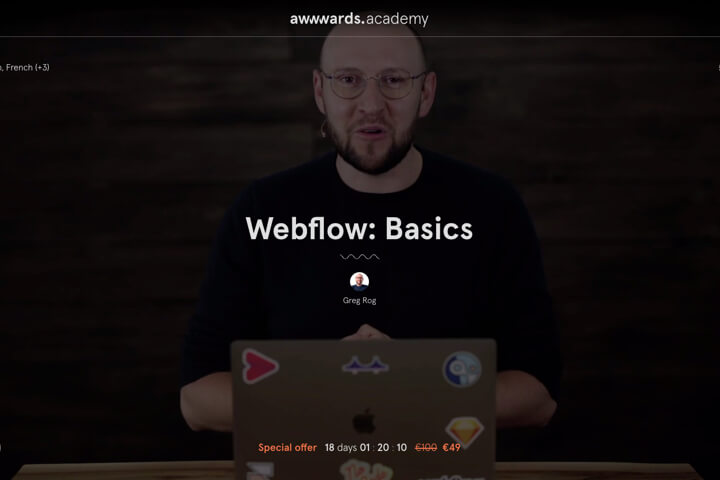 awwwards.academy
, French (+3)
Webflow: Basics
Greg Rog
Special offer 18 days 01 : 20 : 10 €100 €49